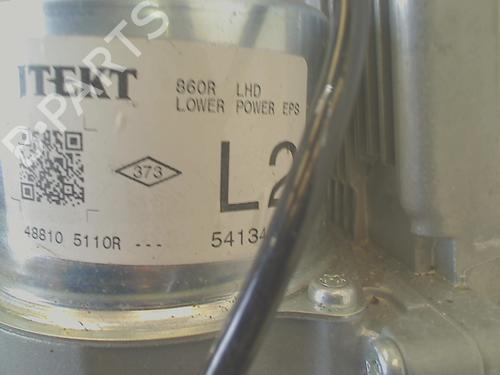 JTEKT
860R LHD
LOWER POWER EPS
L2
373
48810 5110R ---
54134
B-PARTS